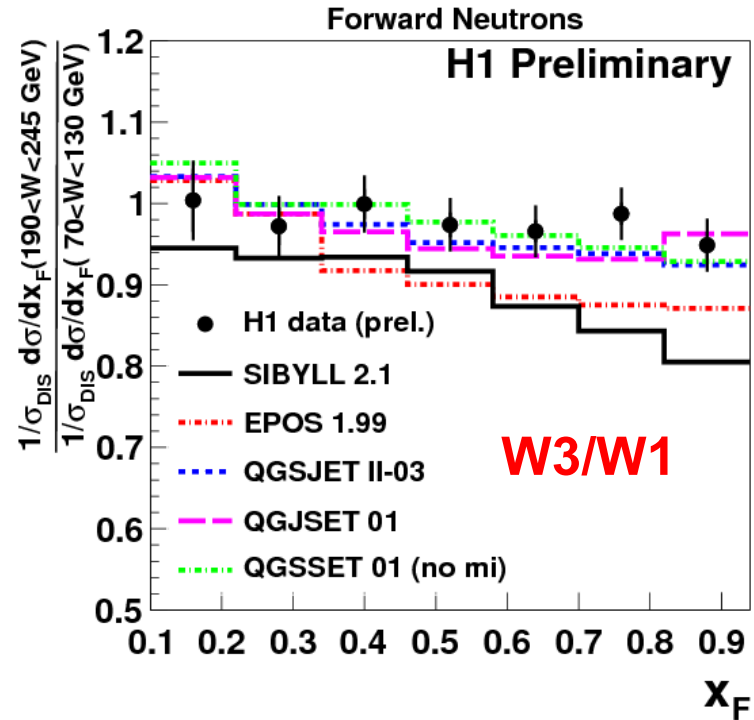 Forward Neutrons
H1 Preliminary
1/σDIS dσ/dxF(190<W<245 GeV)
1/σDIS dσ/dxF( 70<W<130 GeV)
1.2
1.1
1
0.9
0.8
0.7
0.6
0.5
H1 data (prel.)
SIBYLL 2.1
EPOS 1.99
QGSJET II-03
QGJSET 01
QGSSET 01 (no mi)
W3/W1
0.1 0.2 0.3 0.4 0.5 0.6 0.7 0.8 0.9
xF